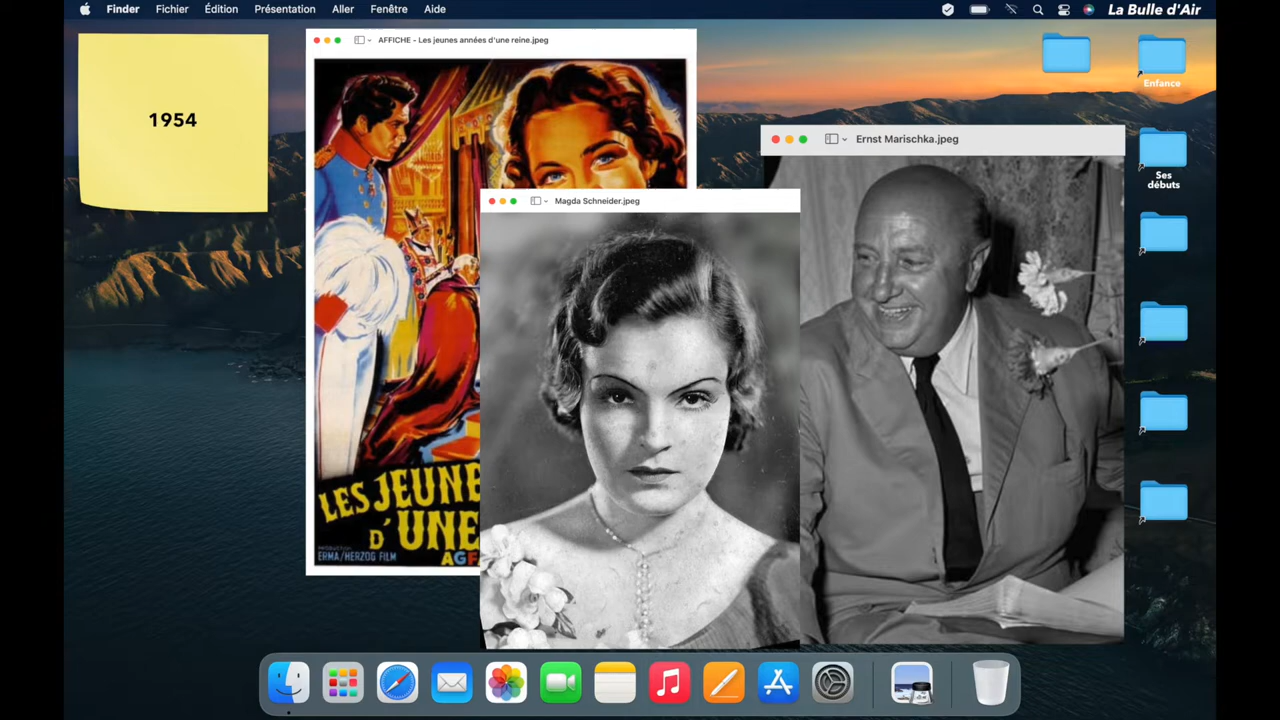 Finder Fichier Édition Présentation Aller Fenêtre Aide La Bulle d'Air
1954
AFFICHE - Les jeunes années d'une reine.jpeg
LES JEUNE
D'UNE
ERMA/HERZOG FILM
AGF
Magda Schneider.jpeg
Ernst Marischka.jpeg
Enfance
Ses
débuts